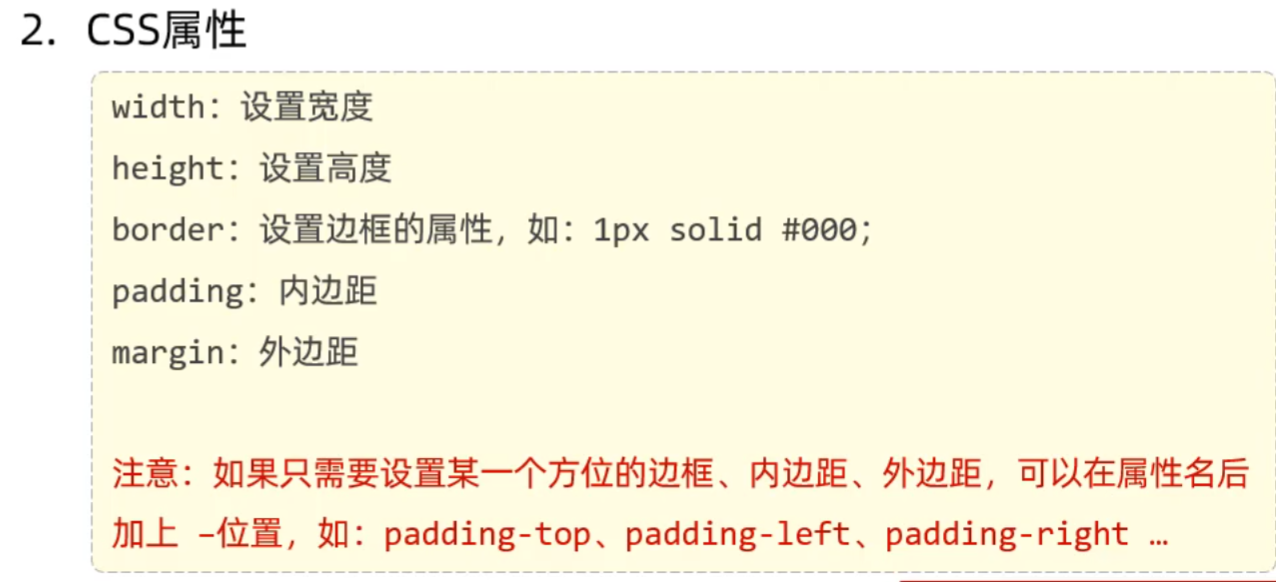 2. CSS属性
width：设置宽度
height：设置高度
border：设置边框的属性，如：1px solid #000;
padding：内边距
margin：外边距
注意：如果只需要设置某一个方位的边框、内边距、外边距，可以在属性名后
加上 –位置，如：padding-top、padding-left、padding-right …